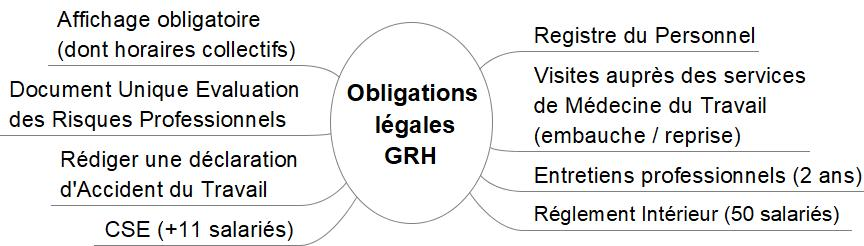 Affichage obligatoire
(dont horaires collectifs)
Document Unique Evaluation
des Risques Professionnels
Rédiger une déclaration
d'Accident du Travail
CSE (+11 salariés)
Obligations
légales
GRH
Registre du Personnel
Visites auprès des services
de Médecine du Travail
(embauche / reprise)
Entretiens professionnels (2 ans)
Réglement Intérieur (50 salariés)